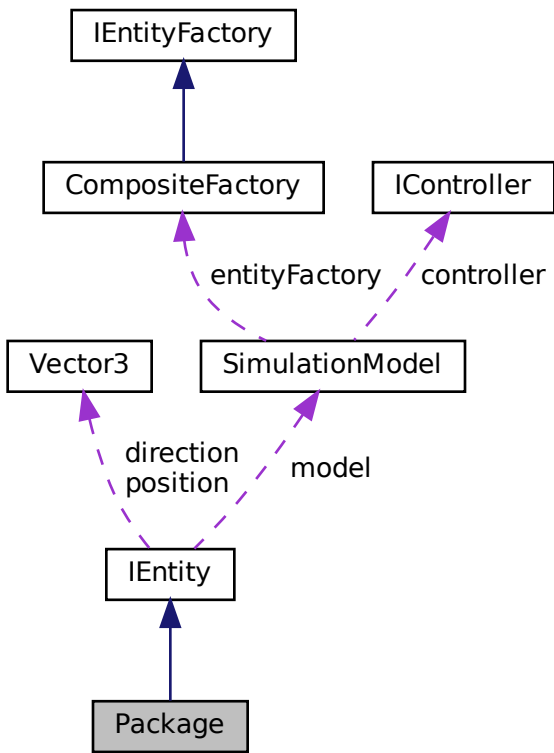 IEntityFactory
CompositeFactory
IController
entityFactory
controller
Vector3
SimulationModel
direction
position
model
IEntity
Package